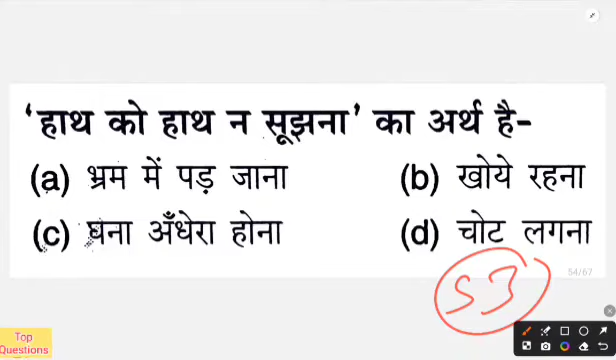 ‘हाथ को हाथ न सूझना’ का अर्थ है-
(a) भ्रम में पड़ जाना (b) खोये रहना
(c) घना अँधेरा होना (d) चोट लगना
54/67
53
Top
Questions